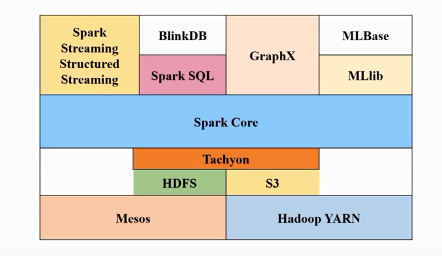 Spark
Streaming
Structured
Streaming
BlinkDB
Spark SQL
GraphX
MLBase
MLlib
Spark Core
Tachyon
HDFS
S3
Mesos
Hadoop YARN